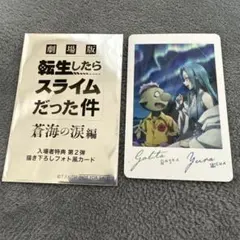 劇場版
転生したら
スライム
だった件
蒼海の涙編
入場者特典 第2弾
描き下ろしフォト風カード
Yura